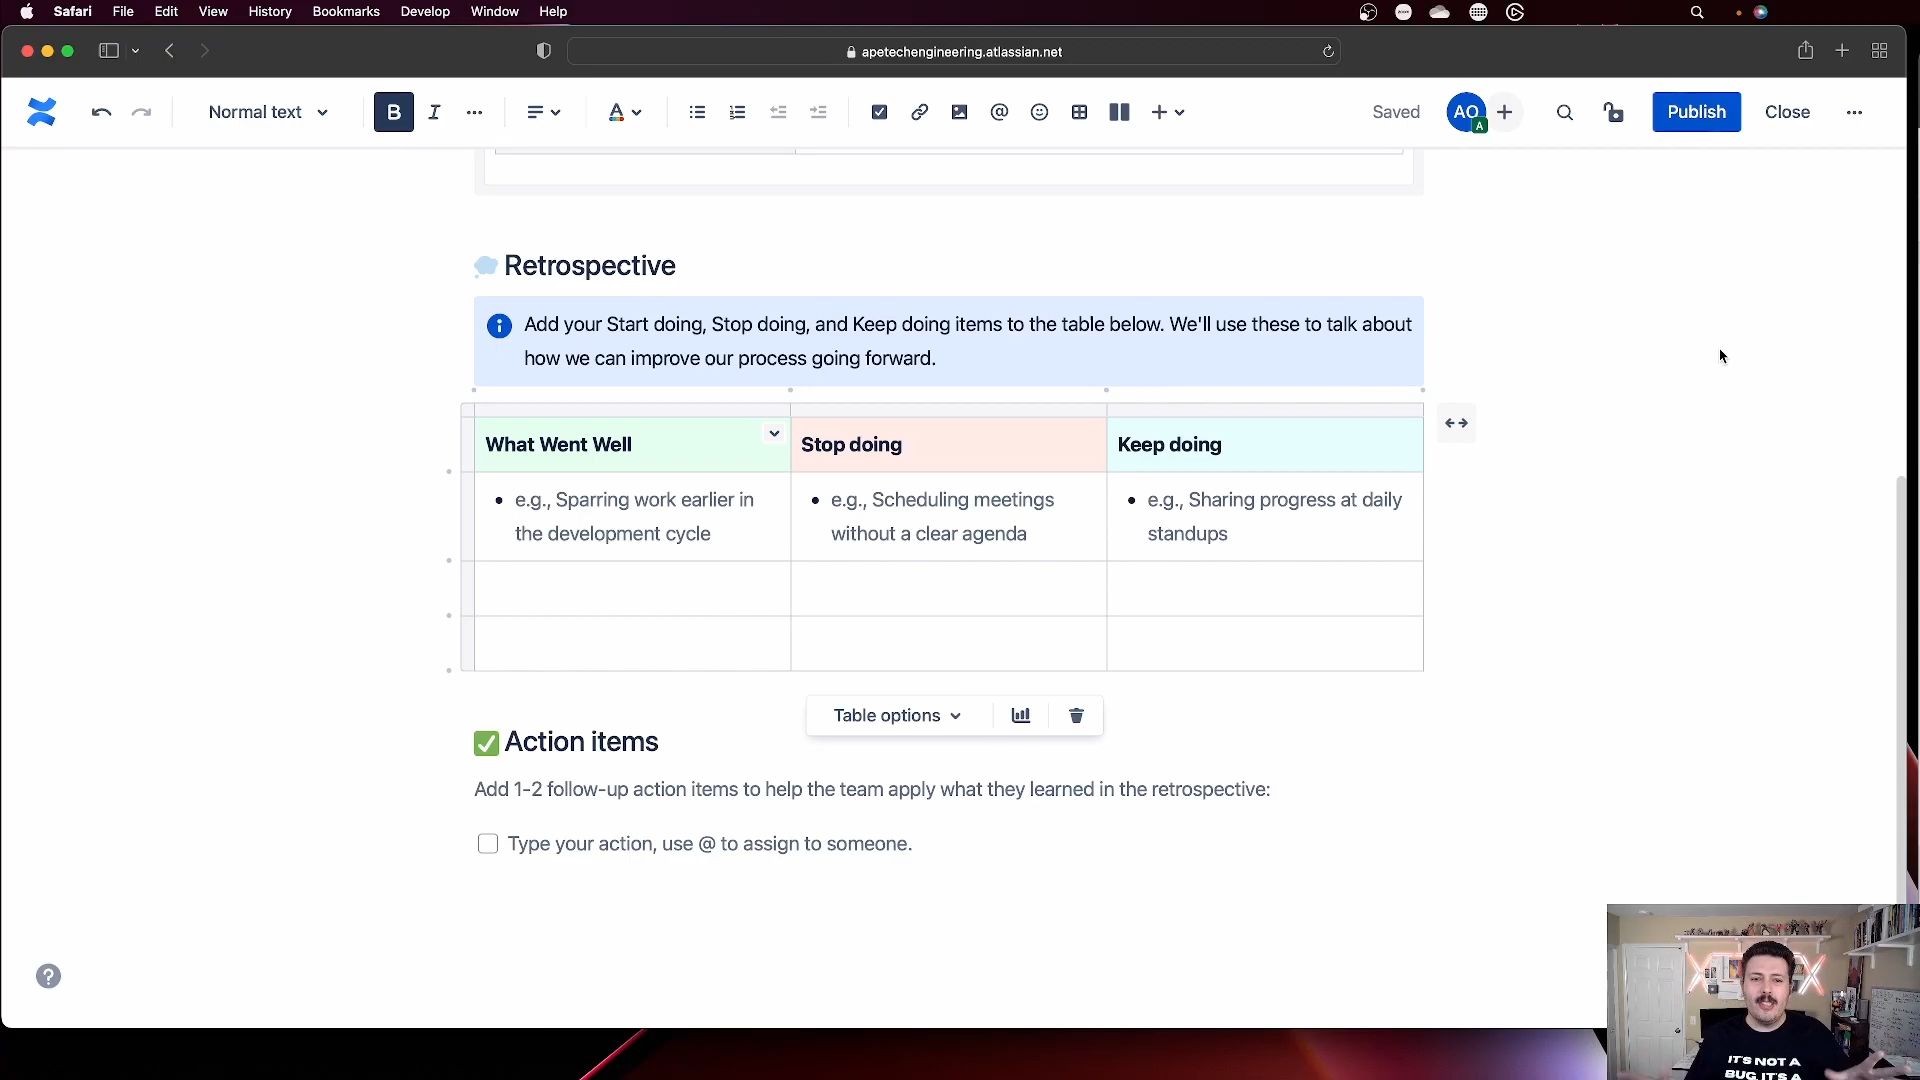 Safari File Edit View History Bookmarks Develop Window Help
apetechengineering.atlassian.net
Normal text B I A @ Saved AO A Publish Close
Retrospective
Add your Start doing, Stop doing, and Keep doing items to the table below. We'll use these to talk about
how we can improve our process going forward.
What Went Well Stop doing Keep doing
e.g., Sparring work earlier in
the development cycle
e.g., Scheduling meetings
without a clear agenda
e.g., Sharing progress at daily
standups
Table options
Action items
Add 1-2 follow-up action items to help the team apply what they learned in the retrospective:
Type your action, use @ to assign to someone.
?
IT'S NOT A
BUG, IT'S A